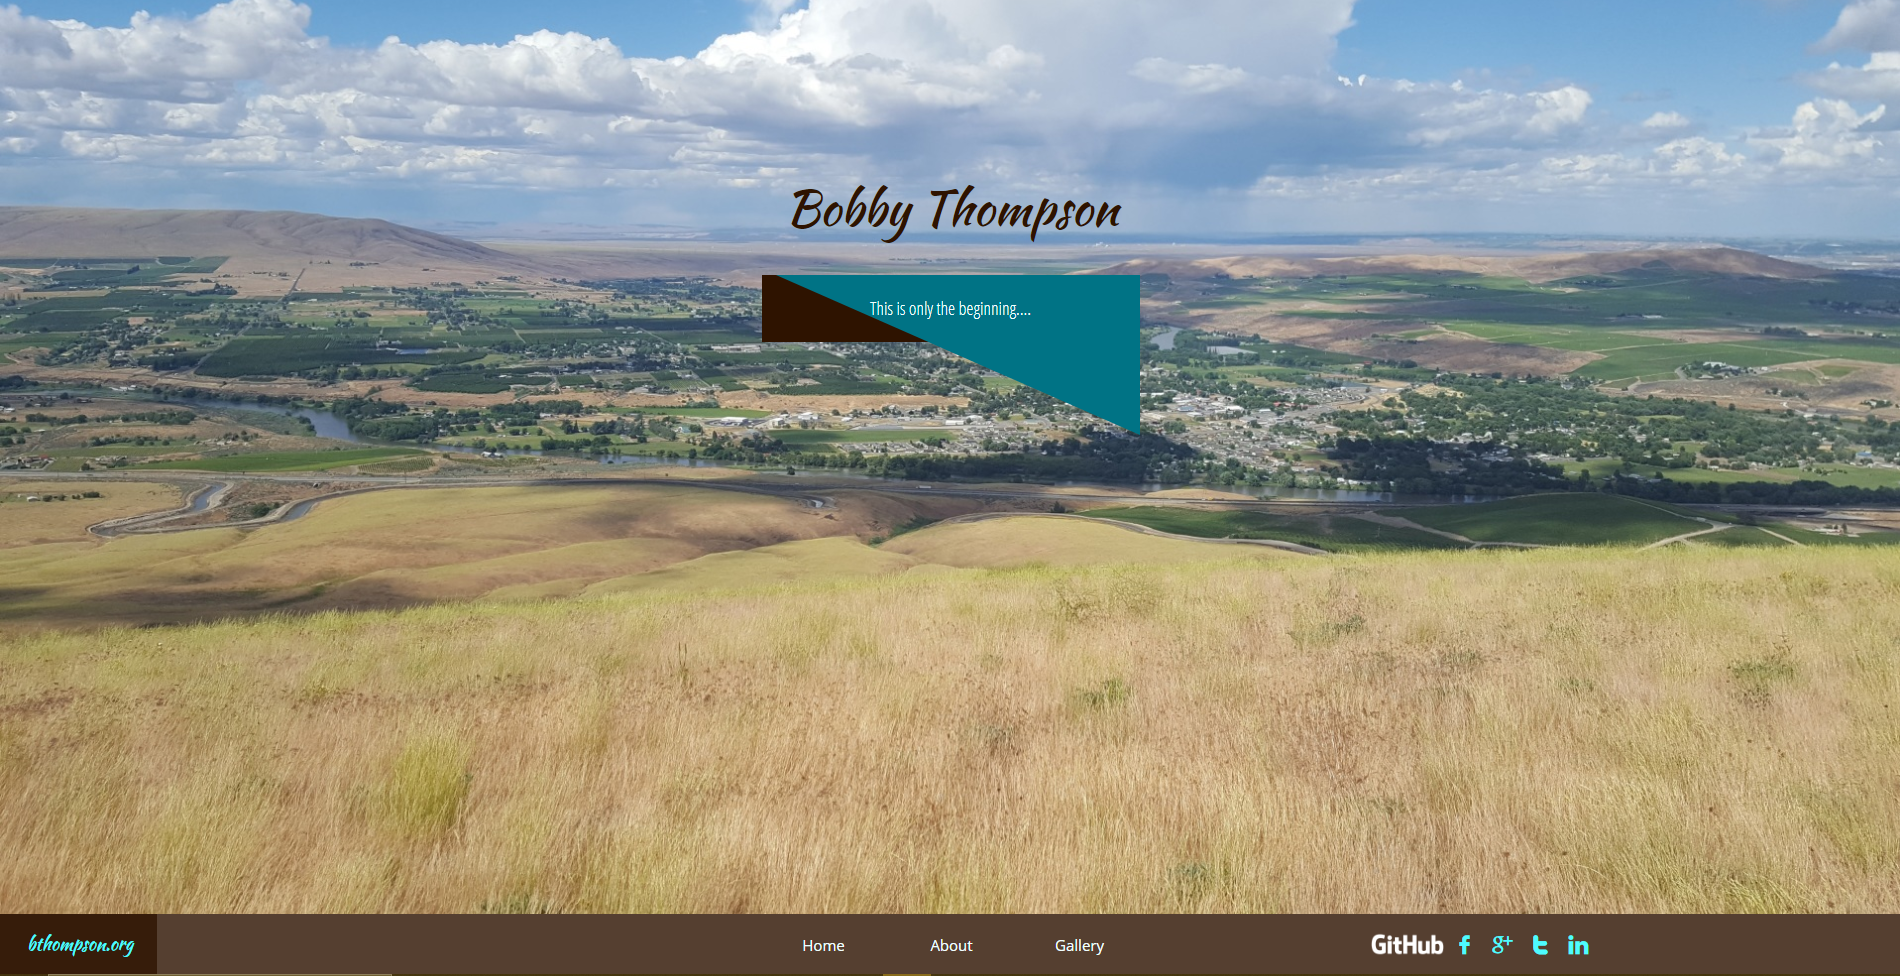 Bobby Thompson
This is only the beginning....
bthompson.org
Home
About
Gallery
GitHub
f
g+
t
in